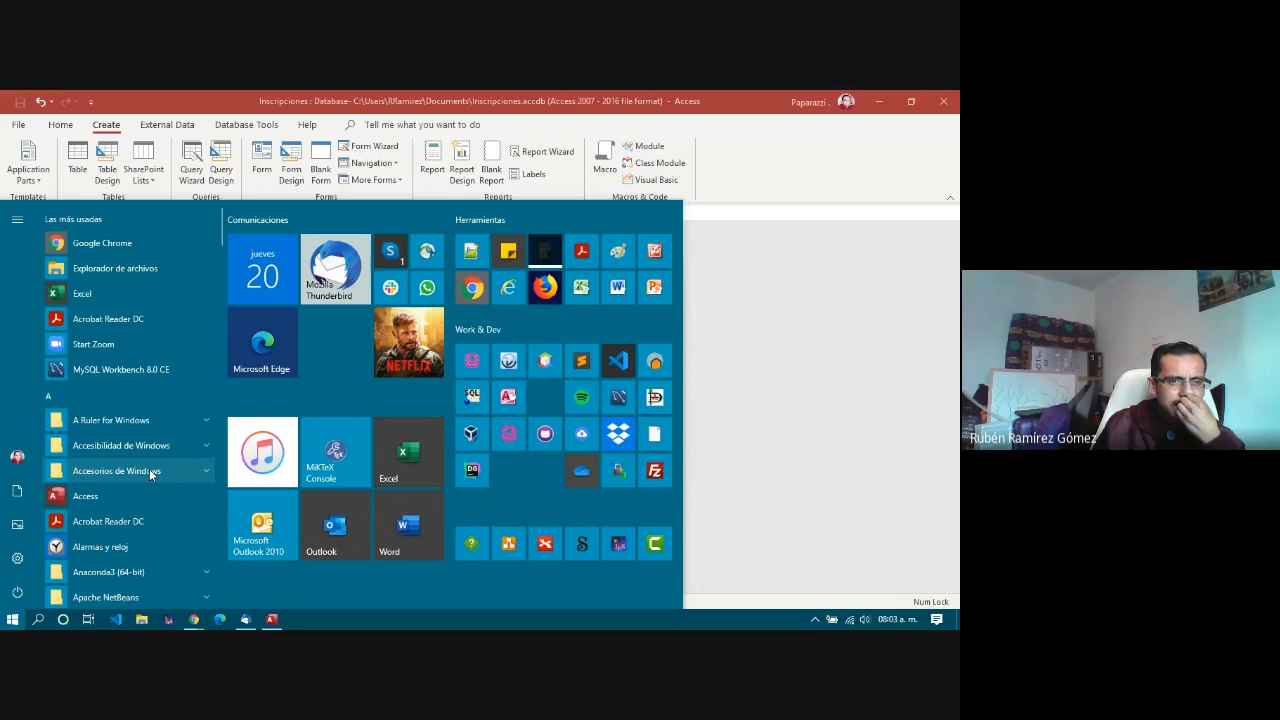 Inscripciones : Database- C:\Users\RRamirez\Documents\Inscripciones.accdb (Access 2007 - 2016 file format) - Access
Paparazzi .
File
Home
Create
External Data
Database Tools
Help
Tell me what you want to do
Application
Parts
Table
Table
Design
SharePoint
Lists
Query
Wizard
Query
Design
Form
Form
Design
Blank
Form
Form Wizard
Navigation
More Forms
Report
Report
Design
Blank
Report
Report Wizard
Labels
Macro
Module
Class Module
Visual Basic
Templates
Tables
Queries
Forms
Reports
Macros & Code
Las más usadas
Google Chrome
Explorador de archivos
Excel
Acrobat Reader DC
Start Zoom
MySQL Workbench 8.0 CE
A
A Ruler for Windows
Accesibilidad de Windows
Accesorios de Windows
Access
Acrobat Reader DC
Alarmas y reloj
Anaconda3 (64-bit)
Apache NetBeans
Comunicaciones
jueves
20
Mozilla
Thunderbird
1
Microsoft Edge
NETFLIX
MiKTeX
Console
Excel
Microsoft
Outlook 2010
Outlook
Word
Herramientas
Work & Dev
SQL
DG
Fz
Num Lock
08:03 a. m.
Rubén Ramírez Gómez